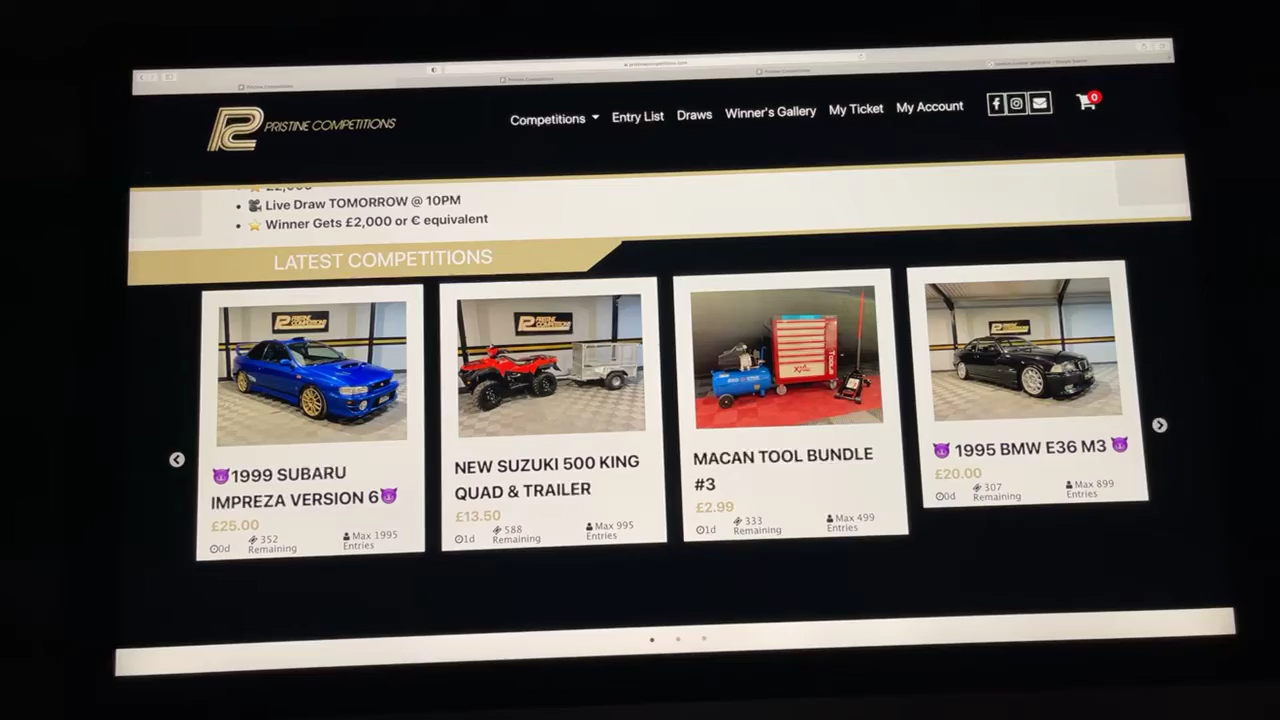 PRISTINE COMPETITIONS
Competitions
Entry List
Draws
Winner's Gallery
My Ticket
My Account
0
£2,000
Live Draw TOMORROW @ 10PM
Winner Gets £2,000 or € equivalent
LATEST COMPETITIONS
😈1999 SUBARU
IMPREZA VERSION 6😈
£25.00
0d
352
Remaining
Max 1995
Entries
NEW SUZUKI 500 KING
QUAD & TRAILER
£13.50
1d
588
Remaining
Max 995
Entries
MACAN TOOL BUNDLE
#3
£2.99
1d
333
Remaining
Max 499
Entries
😈 1995 BMW E36 M3 😈
£20.00
0d
307
Remaining
Max 899
Entries